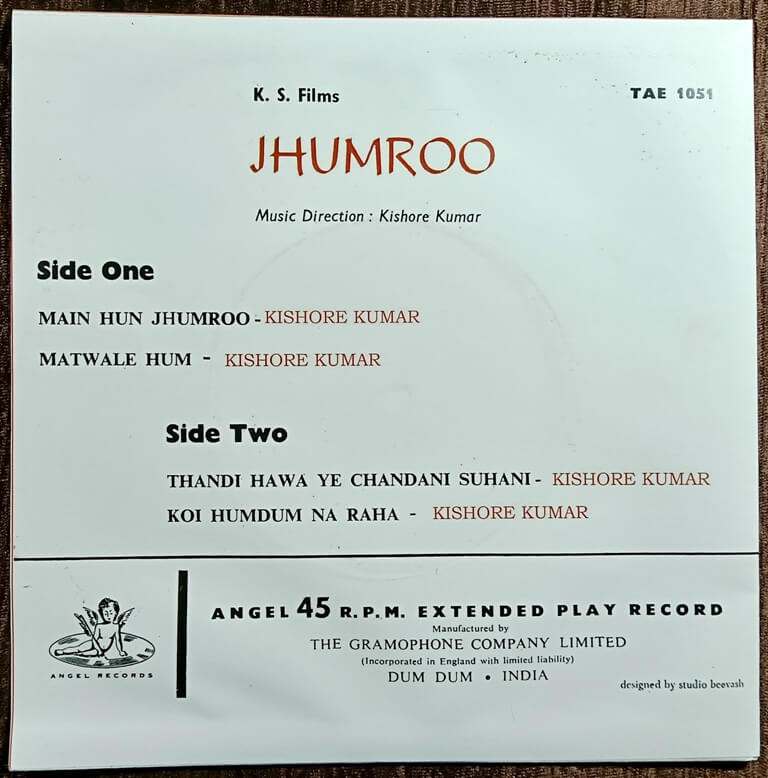 K. S. Films
TAE 1051
JHUMROO
Music Direction : Kishore Kumar
Side One
MAIN HUN JHUMROO - KISHORE KUMAR
MATWALE HUM - KISHORE KUMAR
Side Two
THANDI HAWA YE CHANDANI SUHANI - KISHORE KUMAR
KOI HUMDUM NA RAHA - KISHORE KUMAR
ANGEL 45 R.P.M. EXTENDED PLAY RECORD
Manufactured by
THE GRAMOPHONE COMPANY LIMITED
(Incorporated in England with limited liability)
DUM DUM • INDIA
ANGEL RECORDS
designed by studio beevash